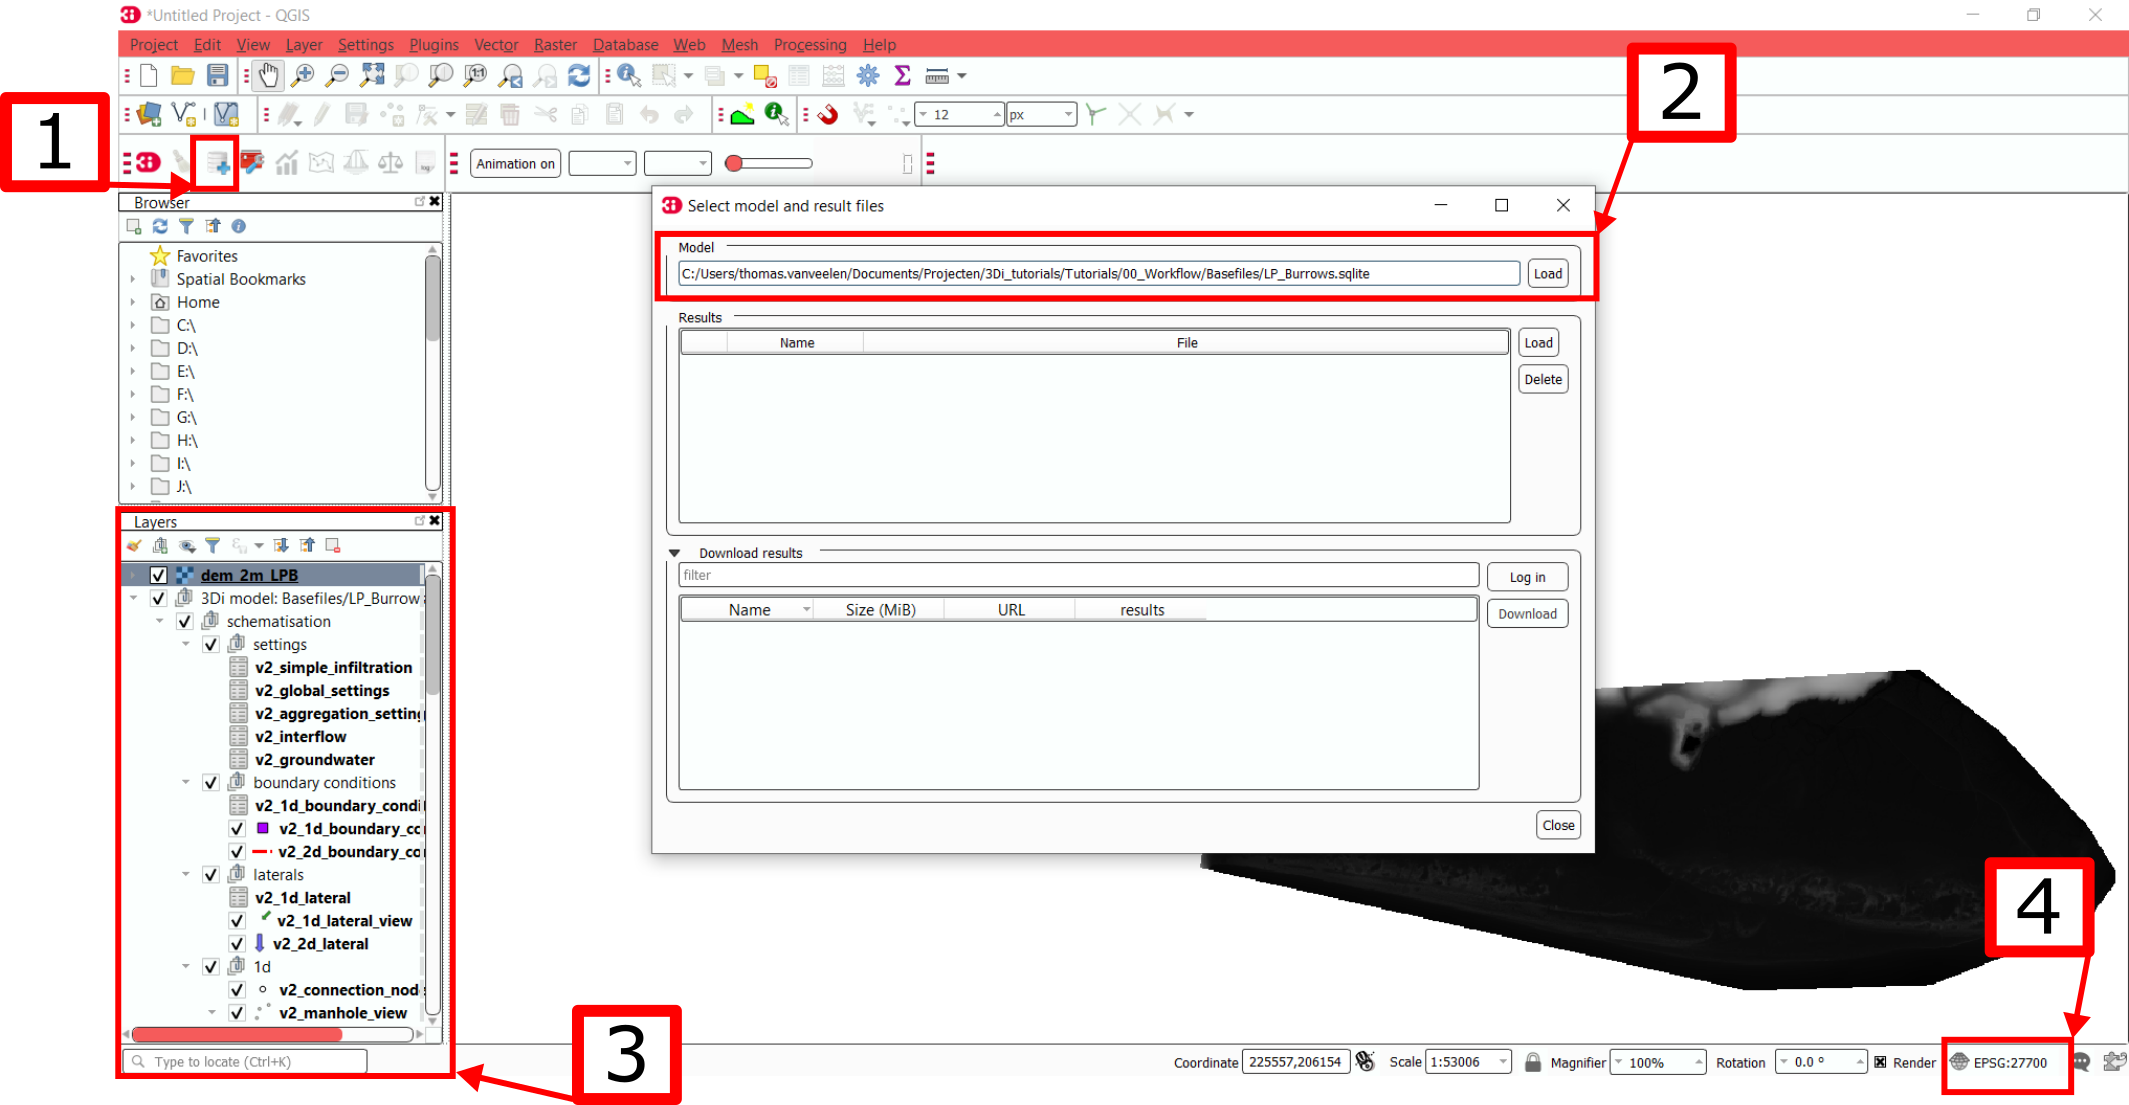 *Untitled Project - QGIS
Project Edit View Layer Settings Plugins Vector Raster Database Web Mesh Processing Help
2
12 px
1
Animation on
Browser
Favorites
Spatial Bookmarks
Home
C:\
D:\
E:\
F:\
G:\
H:\
I:\
J:\
Select model and result files
Model
C:/Users/thomas.vanveelen/Documents/Projecten/3Di_tutorials/Tutorials/00_Workflow/Basefiles/LP_Burrows.sqlite Load
Results
Name File Load
Delete
Download results
filter Log in
Name Size (MiB) URL results Download
Close
Layers
dem_2m_LPB
3Di model: Basefiles/LP_Burrow
schematisation
settings
v2_simple_infiltration
v2_global_settings
v2_aggregation_setting
v2_interflow
v2_groundwater
boundary conditions
v2_1d_boundary_condi
v2_1d_boundary_co
v2_2d_boundary_co
laterals
v2_1d_lateral
v2_1d_lateral_view
v2_2d_lateral
1d
v2_connection_node
v2_manhole_view
4
3
Type to locate (Ctrl+K) Coordinate 225557,206154 Scale 1:53006 Magnifier 100% Rotation 0.0 ° Render EPSG:27700